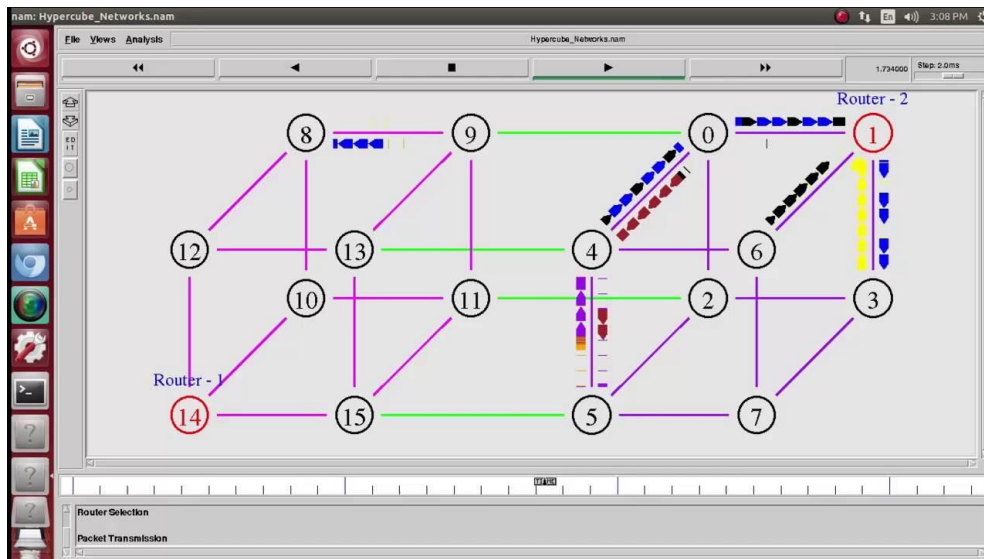 nam: Hypercube_Networks.nam
En
3:08 PM
File Views Analysis
Hypercube_Networks.nam
1.734000
Step: 2.0ms
Router - 2
8
9
0
1
12
13
4
6
10
11
2
3
Router - 1
14
15
5
7
E D
I T
TIME
Router Selection
Packet Transmission